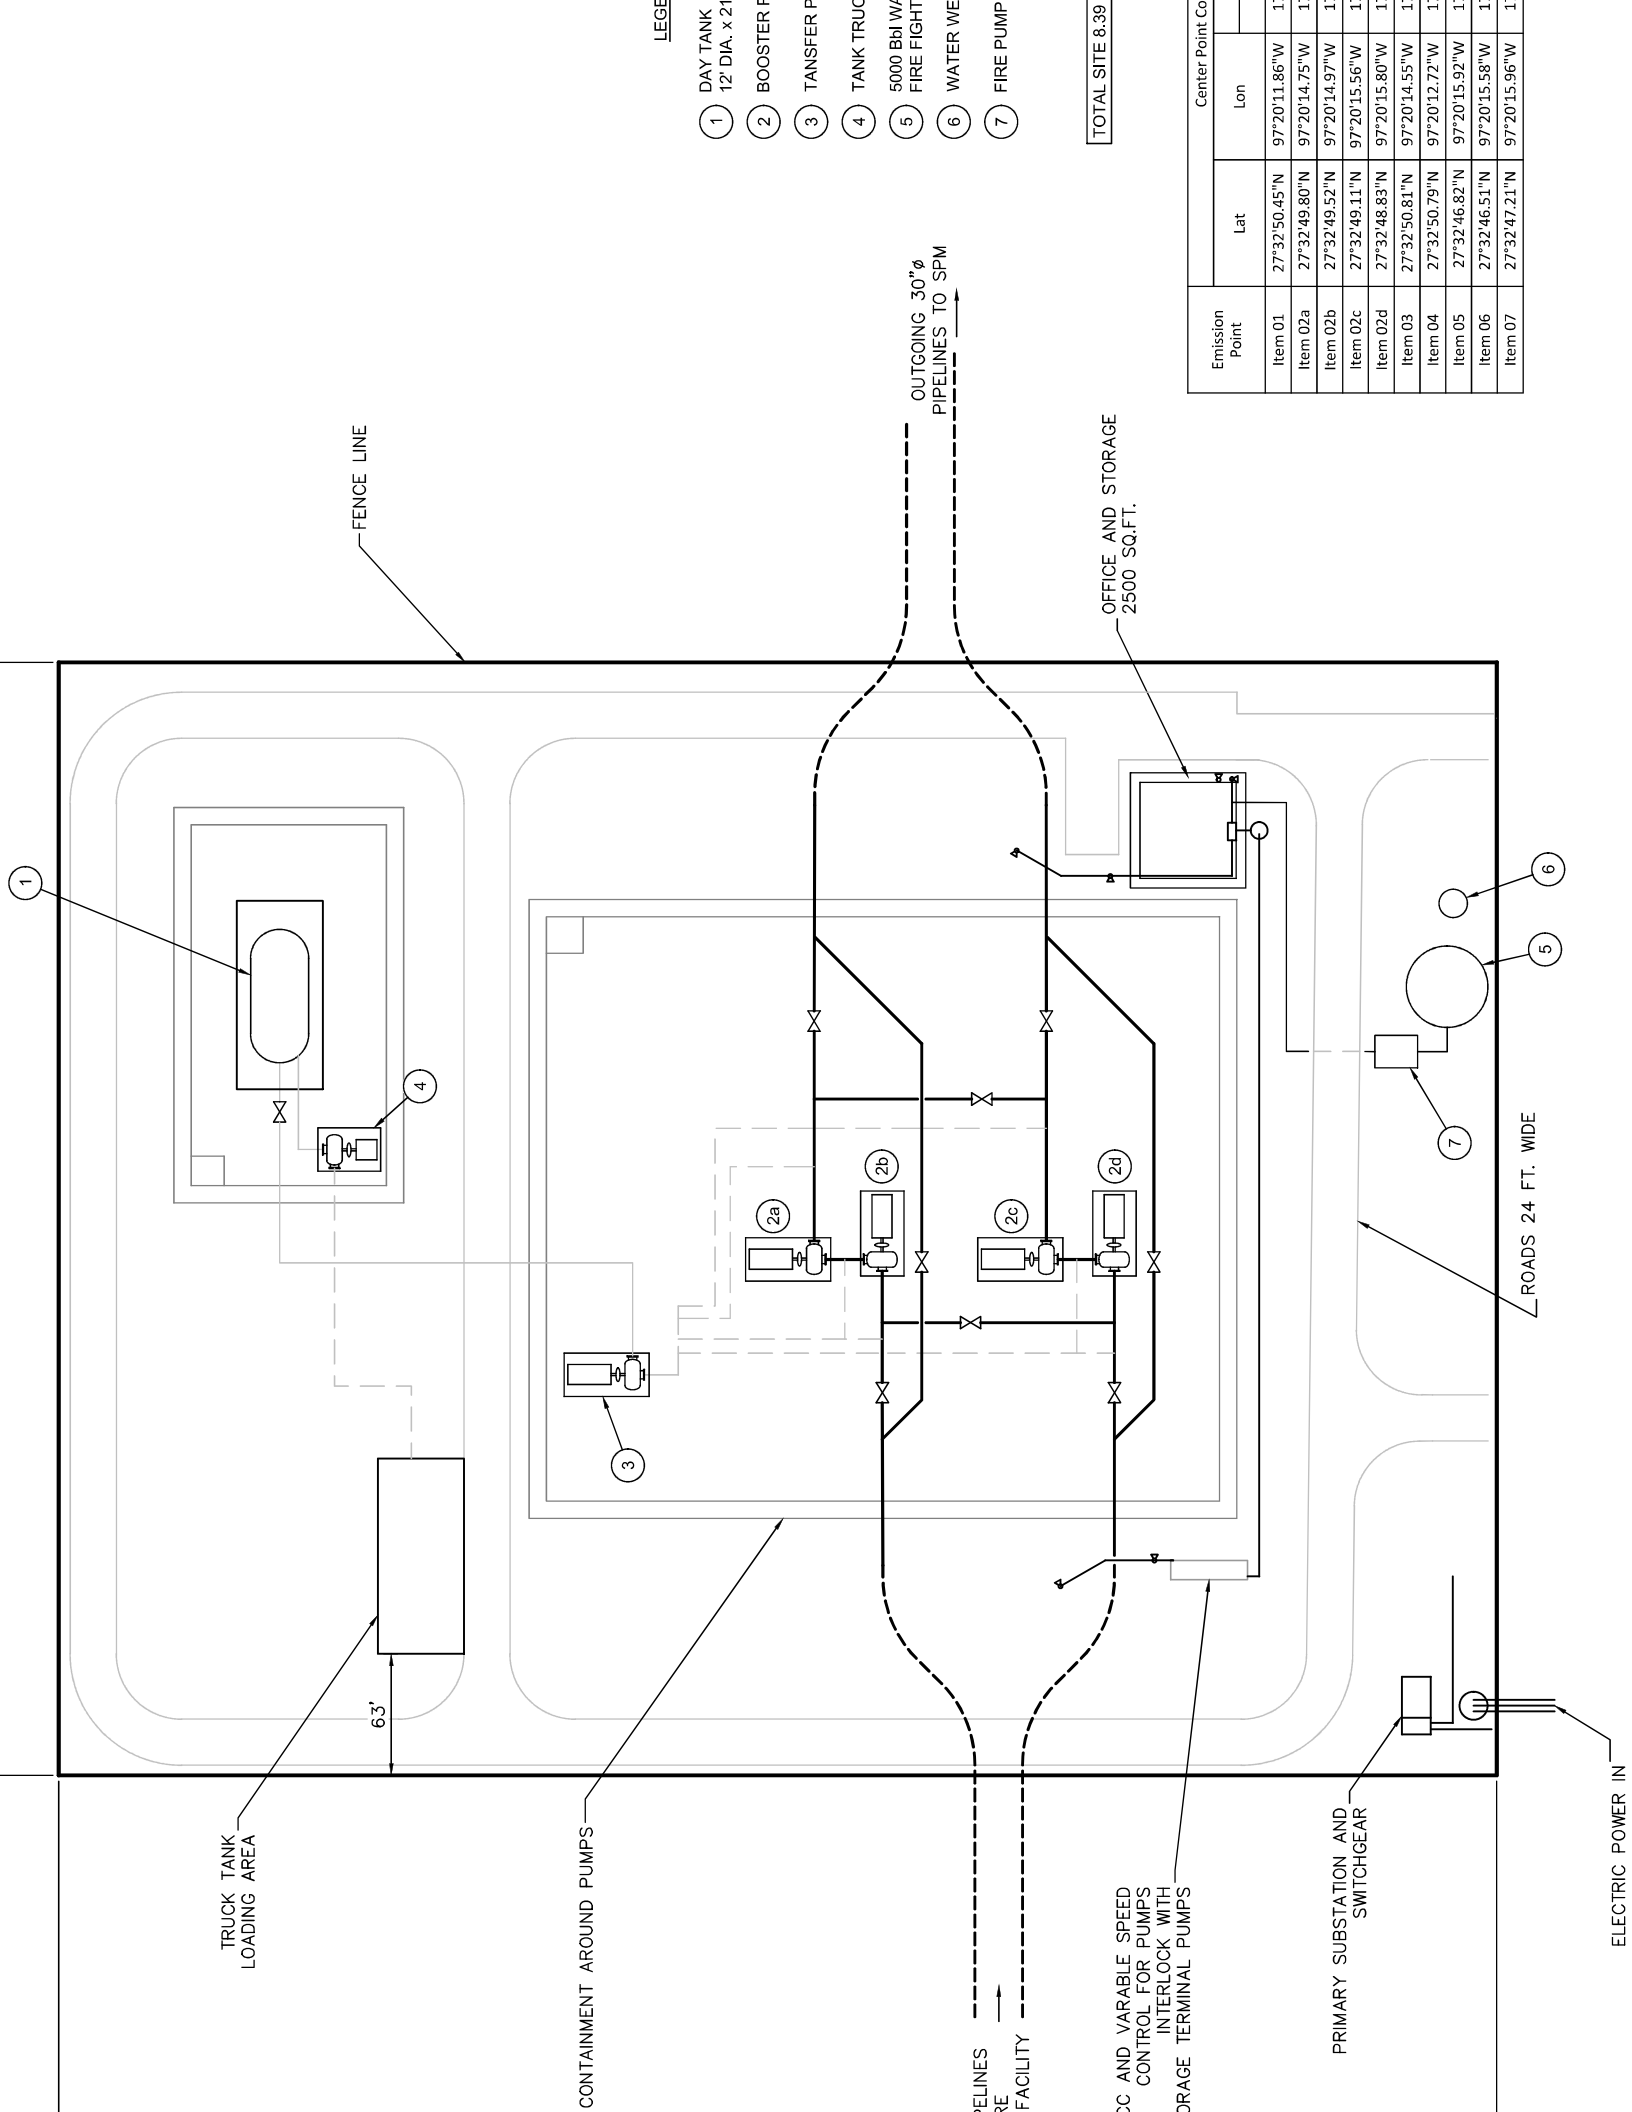 LEGE
1 DAY TANK
12' DIA. x 21
2 BOOSTER P
3 TANSFER P
4 TANK TRUC
5 5000 Bbl WA
FIRE FIGHT
6 WATER WE
7 FIRE PUMP
TOTAL SITE 8.39
Emission Point
Center Point Co
Lat Lon
Item 01 27°32'50.45"N 97°20'11.86"W 17
Item 02a 27°32'49.80"N 97°20'14.75"W 17
Item 02b 27°32'49.52"N 97°20'14.97"W 17
Item 02c 27°32'49.11"N 97°20'15.56"W 17
Item 02d 27°32'48.83"N 97°20'15.80"W 17
Item 03 27°32'50.81"N 97°20'14.55"W 17
Item 04 27°32'50.79"N 97°20'12.72"W 17
Item 05 27°32'46.82"N 97°20'15.92"W 17
Item 06 27°32'46.51"N 97°20'15.58"W 17
Item 07 27°32'47.21"N 97°20'15.96"W 17
OUTGOING 30"ø
PIPELINES TO SPM
FENCE LINE
OFFICE AND STORAGE
2500 SQ.FT.
1
4
2a
2b
2c
2d
3
5
6
7
ROADS 24 FT. WIDE
63'
TRUCK TANK
LOADING AREA
CONTAINMENT AROUND PUMPS
PELINES
RE
FACILITY
CC AND VARABLE SPEED
CONTROL FOR PUMPS
INTERLOCK WITH
ORAGE TERMINAL PUMPS
PRIMARY SUBSTATION AND
SWITCHGEAR
ELECTRIC POWER IN